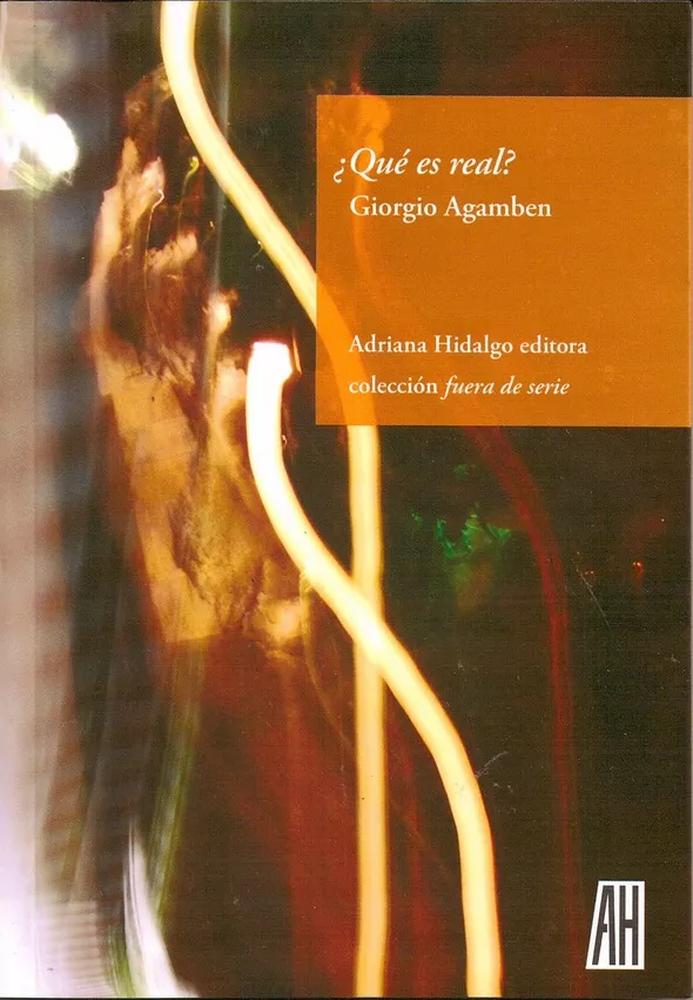 ¿Qué es real?
Giorgio Agamben
Adriana Hidalgo editora
colección fuera de serie
AH